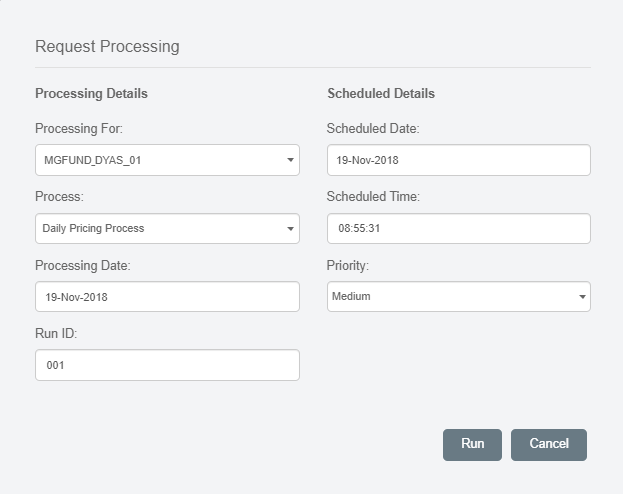 Request Processing
Processing Details
Processing For:
MGFUND_DYAS_01
Process:
Daily Pricing Process
Processing Date:
19-Nov-2018
Run ID:
001
Scheduled Details
Scheduled Date:
19-Nov-2018
Scheduled Time:
08:55:31
Priority:
Medium
Run
Cancel